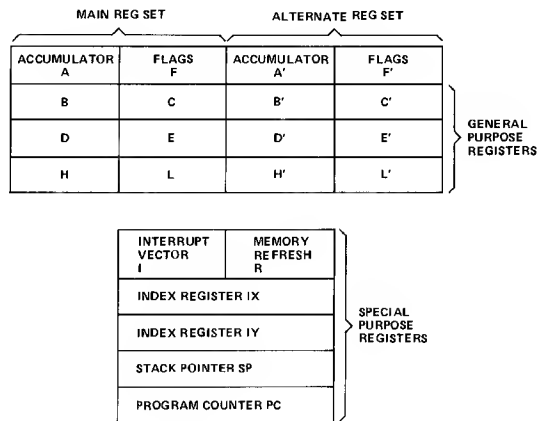 MAIN REG SET
ALTERNATE REG SET
ACCUMULATOR
A
FLAGS
F
ACCUMULATOR
A'
FLAGS
F'
B
C
B'
C'
D
E
D'
E'
H
L
H'
L'
GENERAL
PURPOSE
REGISTERS
INTERRUPT
VECTOR
I
MEMORY
REFRESH
R
INDEX REGISTER IX
INDEX REGISTER IY
STACK POINTER SP
PROGRAM COUNTER PC
SPECIAL
PURPOSE
REGISTERS